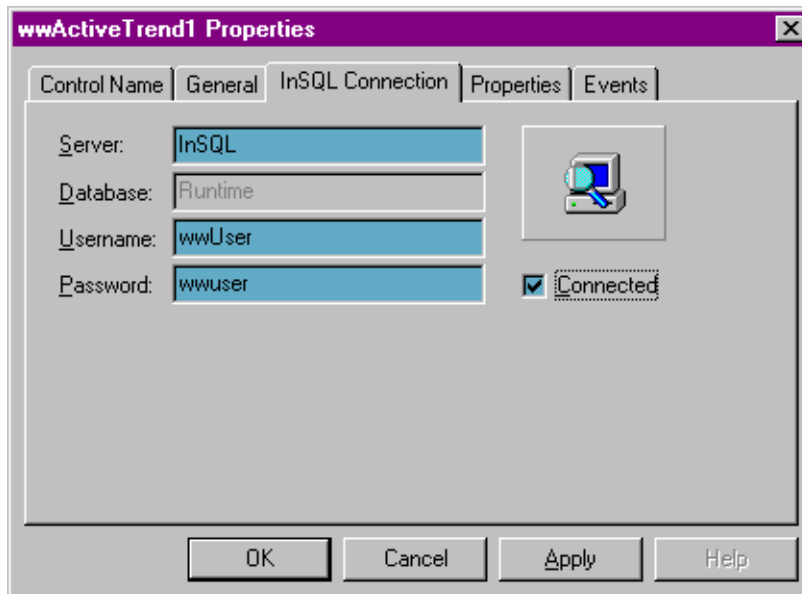 wwActiveTrend1 Properties
Control Name General InSQL Connection Properties Events
Server: InSQL
Database: Runtime
Username: wwUser
Password: wwuser
Connected
OK Cancel Apply Help